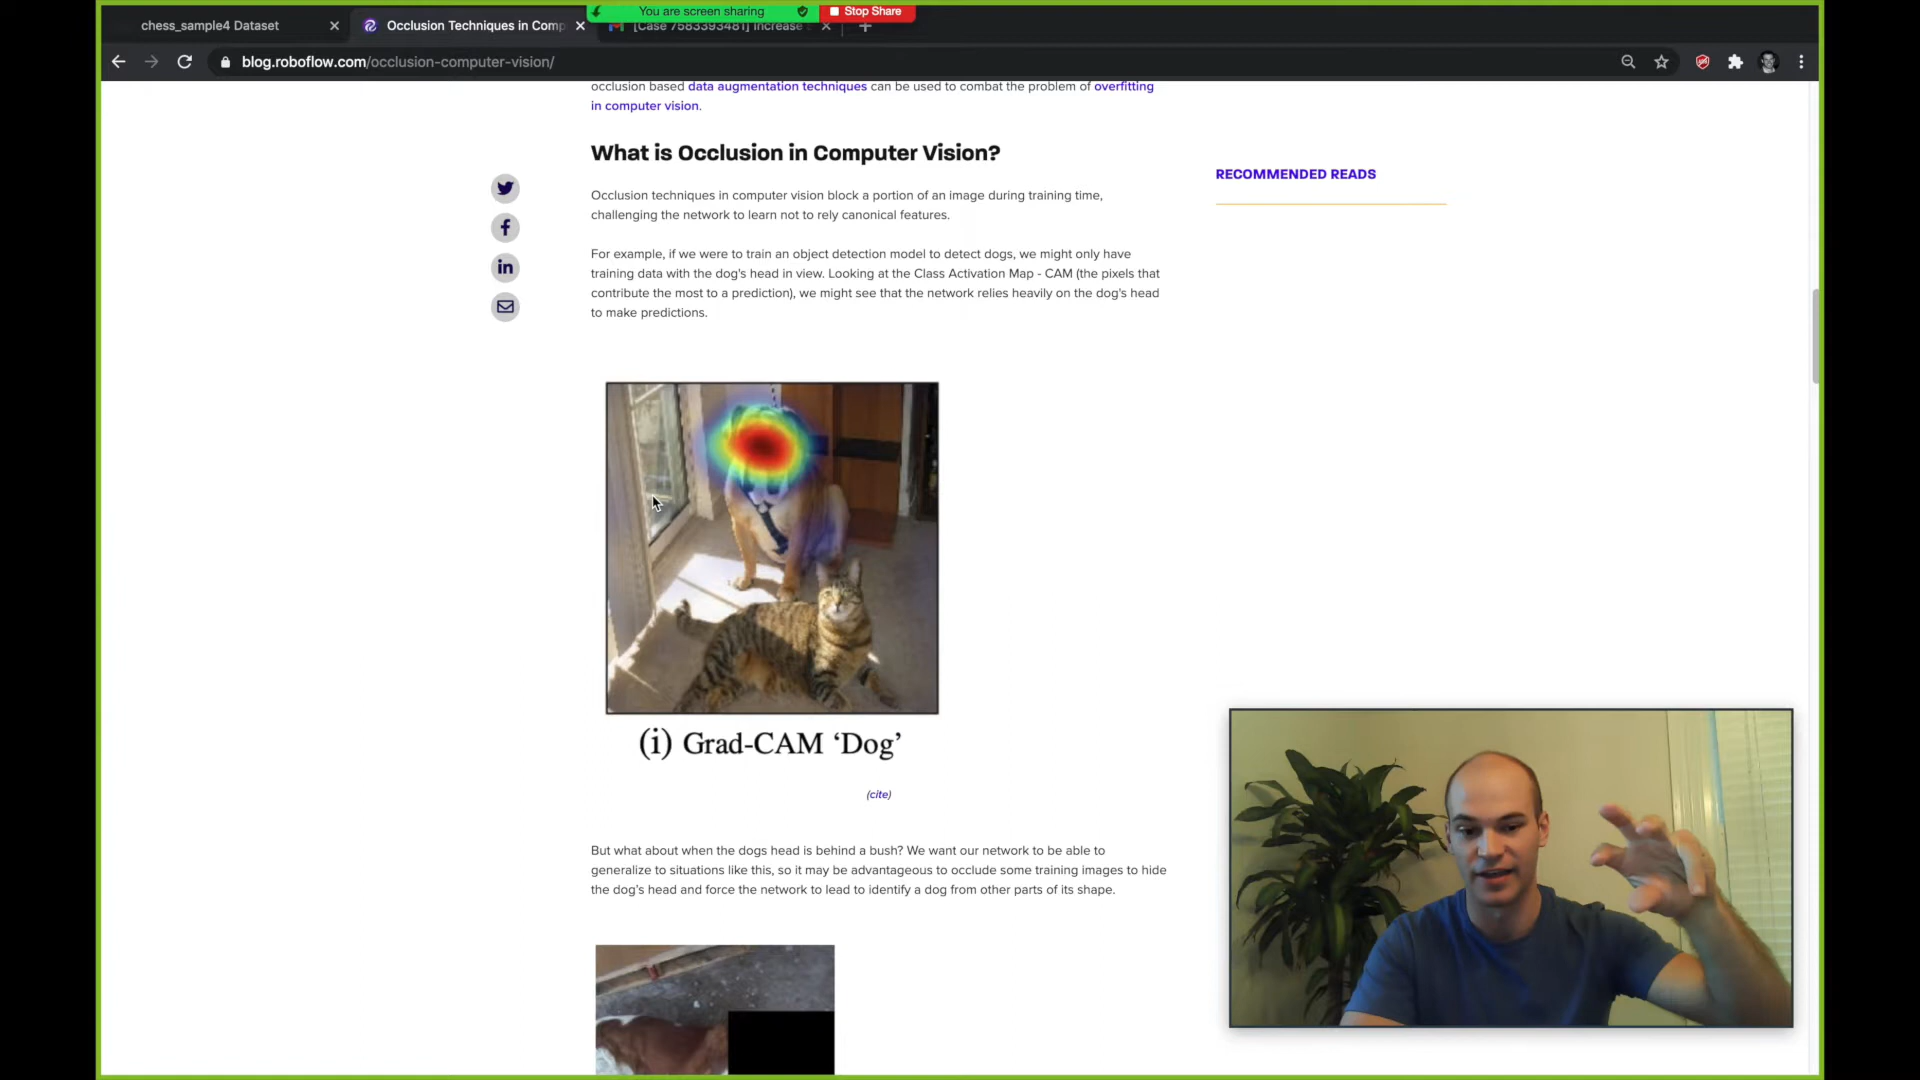 You are screen sharing
Stop Share
chess_sample4 Dataset
Occlusion Techniques in Comp
[Case 7583393481] Increase
blog.roboflow.com/occlusion-computer-vision/
occlusion based data augmentation techniques can be used to combat the problem of overfitting
in computer vision.
What is Occlusion in Computer Vision?
Occlusion techniques in computer vision block a portion of an image during training time,
challenging the network to learn not to rely canonical features.
For example, if we were to train an object detection model to detect dogs, we might only have
training data with the dog's head in view. Looking at the Class Activation Map - CAM (the pixels that
contribute the most to a prediction), we might see that the network relies heavily on the dog's head
to make predictions.
(i) Grad-CAM ‘Dog’
(cite)
But what about when the dogs head is behind a bush? We want our network to be able to
generalize to situations like this, so it may be advantageous to occlude some training images to hide
the dog's head and force the network to lead to identify a dog from other parts of its shape.
RECOMMENDED READS